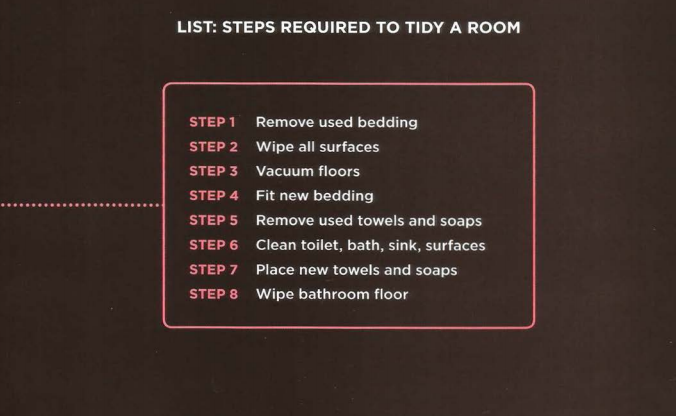 LIST: STEPS REQUIRED TO TIDY A ROOM
STEP 1 Remove used bedding
STEP 2 Wipe all surfaces
STEP 3 Vacuum floors
STEP 4 Fit new bedding
STEP 5 Remove used towels and soaps
STEP 6 Clean toilet, bath, sink, surfaces
STEP 7 Place new towels and soaps
STEP 8 Wipe bathroom floor